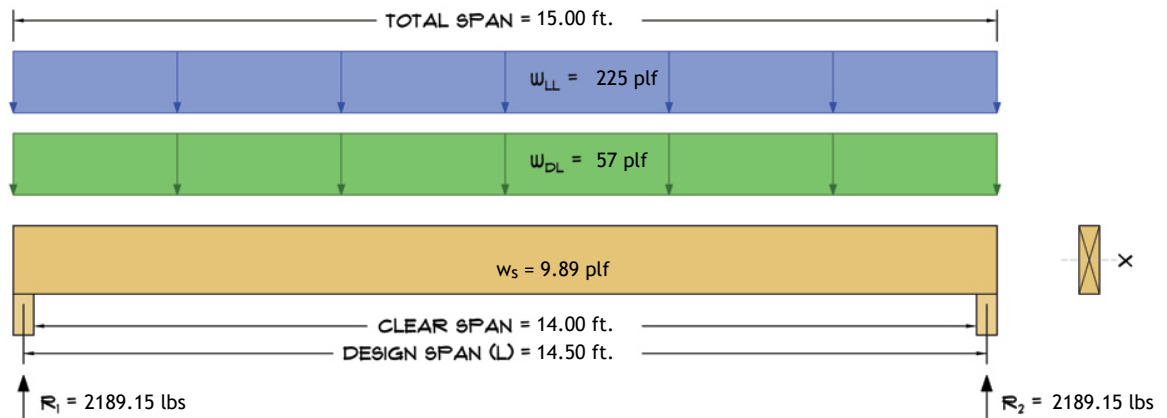 TOTAL SPAN = 15.00 ft.
WLL = 225 plf
WDL = 57 plf
ws = 9.89 plf
X
CLEAR SPAN = 14.00 ft.
DESIGN SPAN (L) = 14.50 ft.
R1 = 2189.15 lbs
R2 = 2189.15 lbs